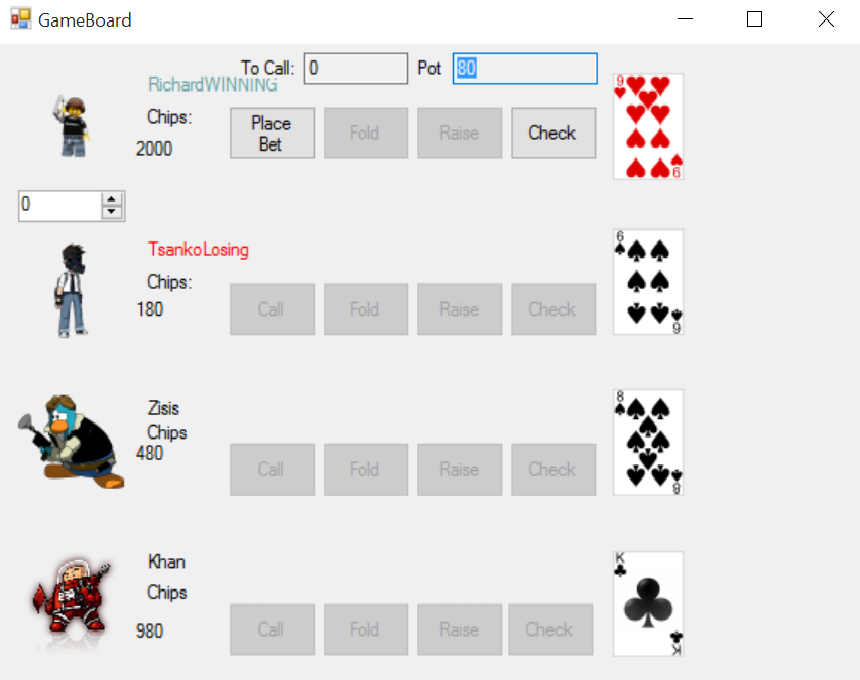 GameBoard
To Call: 0 Pot 80
RichardWINNING
Chips:
2000
Place Bet Fold Raise Check
9
9
0
TsankoLosing
Chips:
180
Call Fold Raise Check
6
6
Zisis
Chips
480
Call Fold Raise Check
8
8
Khan
Chips
980
Call Fold Raise Check
K
K